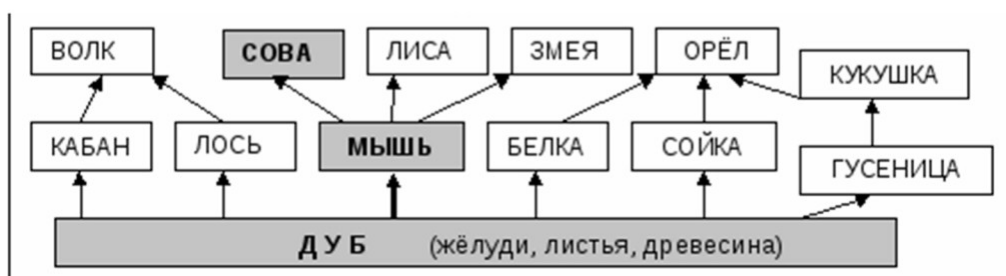 ВОЛК
СОВА
ЛИСА
ЗМЕЯ
ОРЁЛ
КУКУШКА
КАБАН
ЛОСЬ
МЫШЬ
БЕЛКА
СОЙКА
ГУСЕНИЦА
ДУБ (жёлуди, листья, древесина)